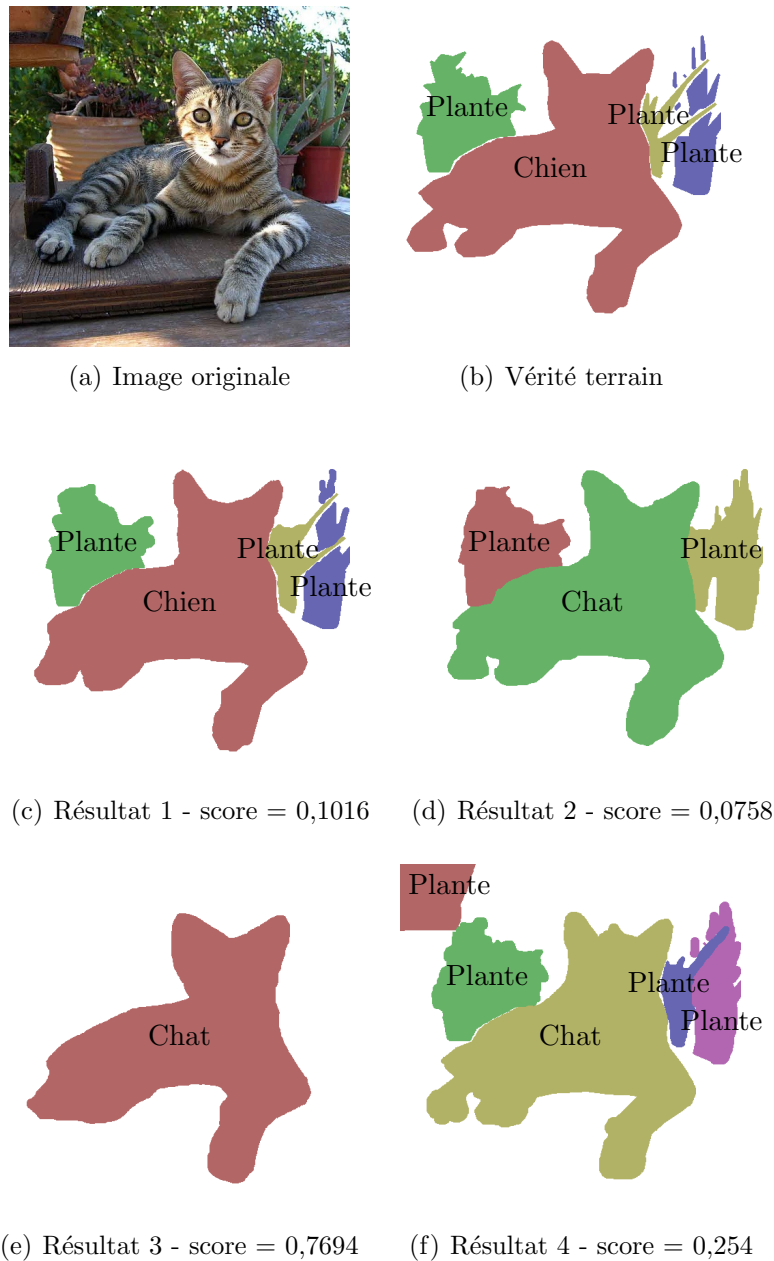 Plante
Plante
Chien
Plante
(a) Image originale
(b) Vérité terrain
Plante
Plante
Plante
Chien
Plante
Plante
Plante
Chat
(c) Résultat 1 - score = 0,1016
(d) Résultat 2 - score = 0,0758
Chat
Plante
Plante
Plante
Chat
Plante
(e) Résultat 3 - score = 0,7694
(f) Résultat 4 - score = 0,254